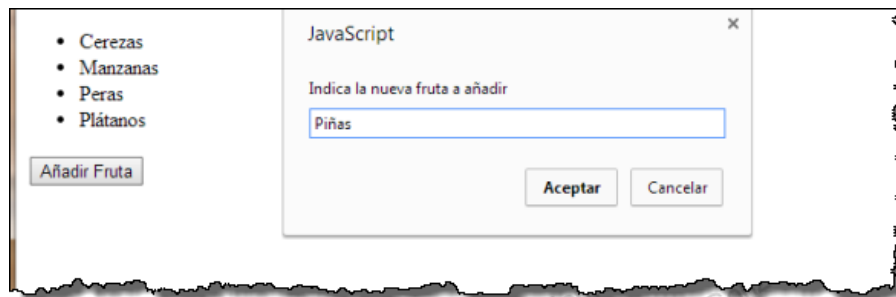 Cerezas
Manzanas
Peras
Plátanos
Añadir Fruta
JavaScript
×
Indica la nueva fruta a añadir
Piñas
Aceptar
Cancelar